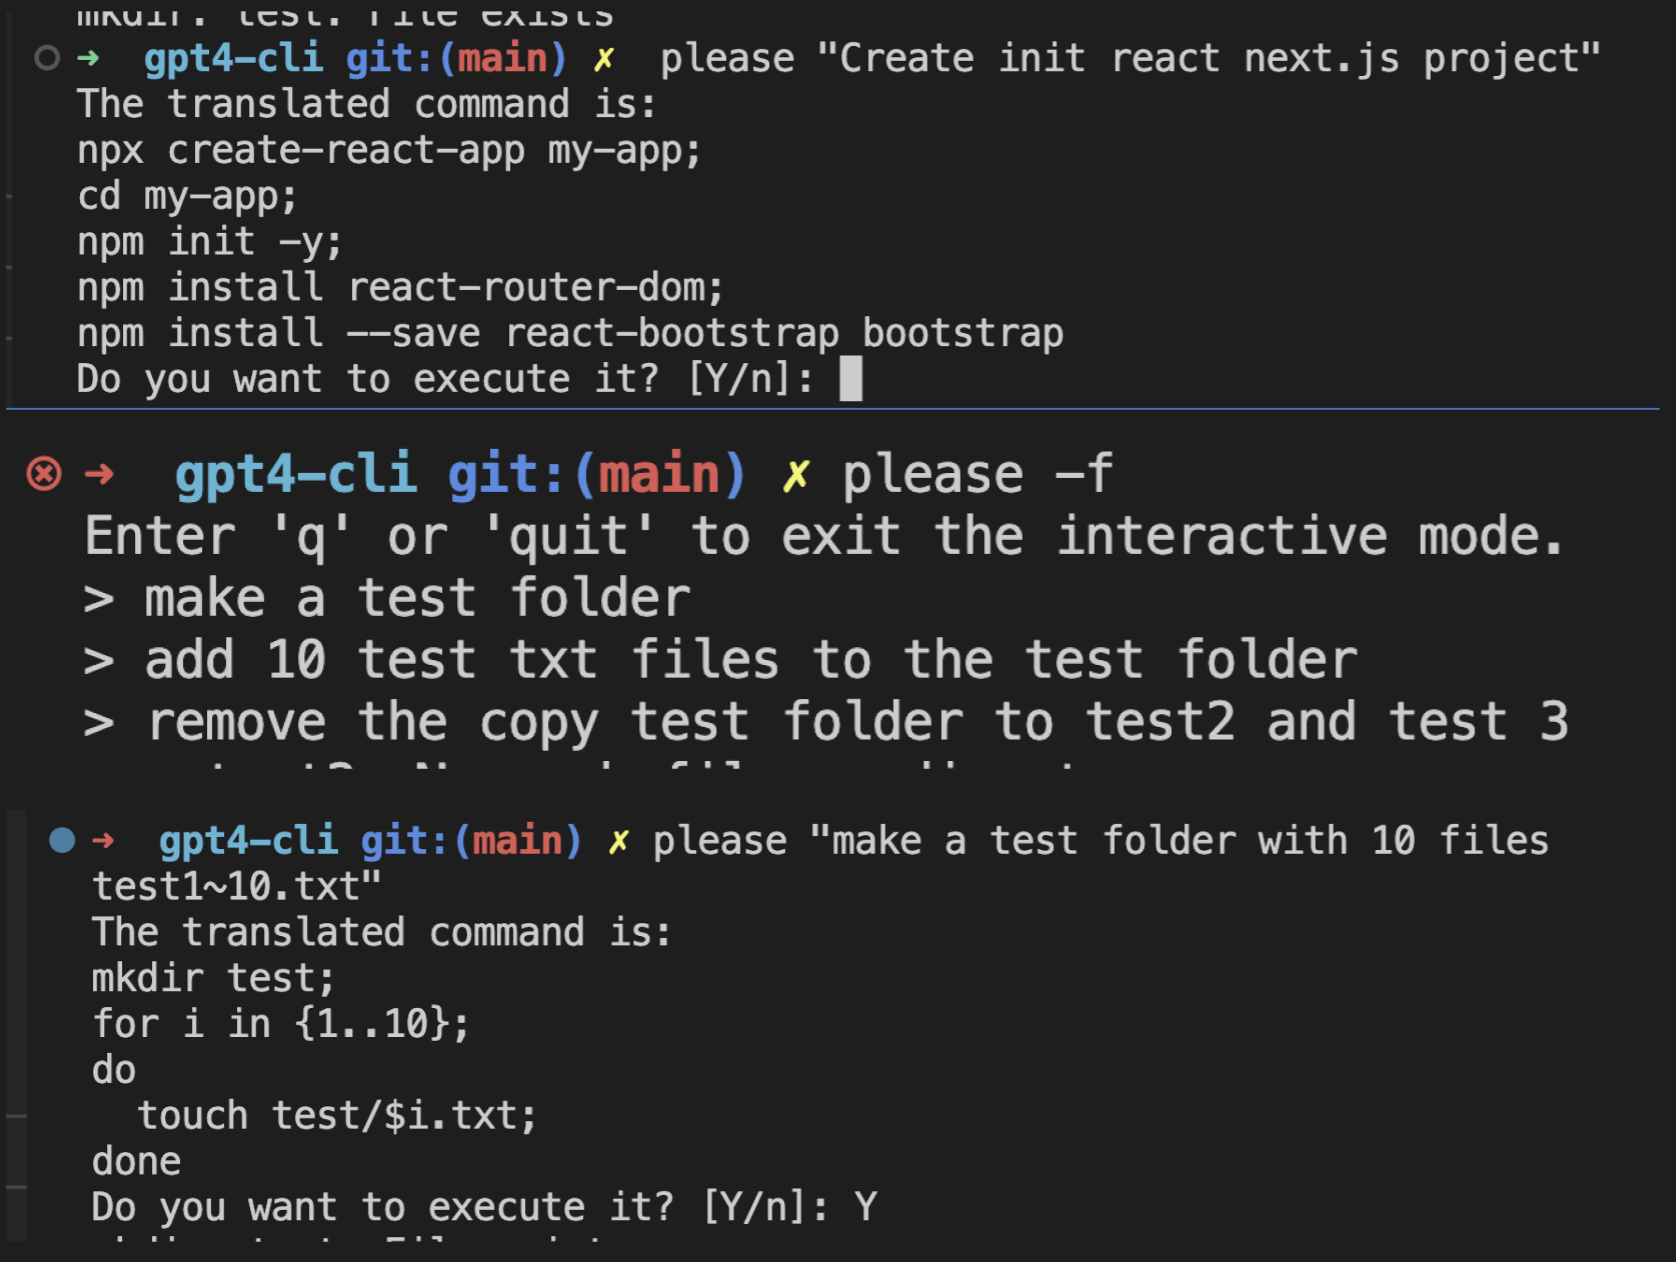 mkdir: test: File exists
➜ gpt4-cli git:(main) ✗ please "Create init react next.js project"
The translated command is:
npx create-react-app my-app;
cd my-app;
npm init -y;
npm install react-router-dom;
npm install --save react-bootstrap bootstrap
Do you want to execute it? [Y/n]:
➜ gpt4-cli git:(main) ✗ please -f
Enter 'q' or 'quit' to exit the interactive mode.
> make a test folder
> add 10 test txt files to the test folder
> remove the copy test folder to test2 and test 3
➜ gpt4-cli git:(main) ✗ please "make a test folder with 10 files
test1~10.txt"
The translated command is:
mkdir test;
for i in {1..10};
do
  touch test/$i.txt;
done
Do you want to execute it? [Y/n]: Y